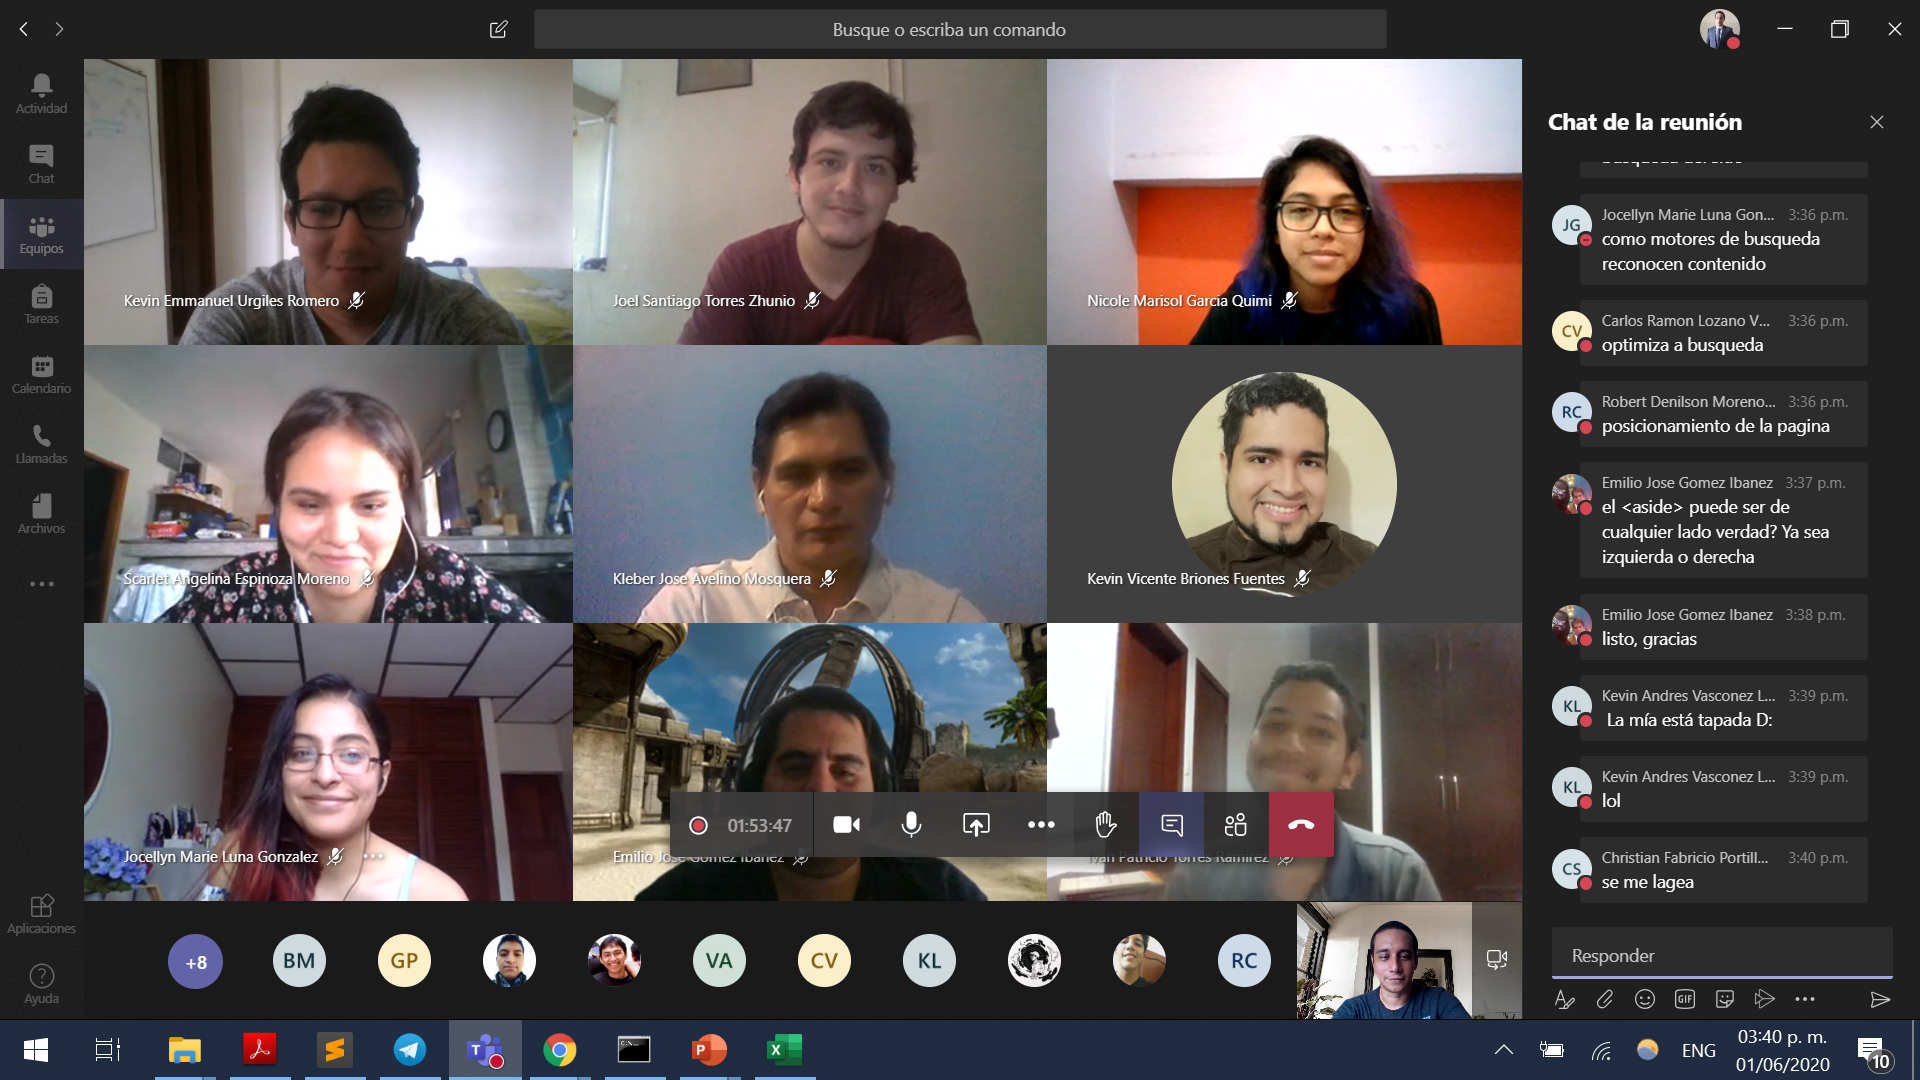 Busque o escriba un comando
Actividad
Chat
Equipos
Tareas
Calendario
Llamadas
Archivos
Aplicaciones
Ayuda
Kevin Emmanuel Urgiles Romero
Joel Santiago Torres Zhunio
Nicole Marisol Garcia Quimi
Scarlet Angelina Espinoza Moreno
Kleber Jose Avelino Mosquera
Kevin Vicente Briones Fuentes
Jocellyn Marie Luna Gonzalez
Emilio Jose Gomez Ibanez
Ivan Patricio Torres Ramirez
01:53:47
+8
BM
GP
VA
CV
KL
RC
Chat de la reunión
JG
Jocellyn Marie Luna Gon... 3:36 p.m.
como motores de busqueda
reconocen contenido
CV
Carlos Ramon Lozano V... 3:36 p.m.
optimiza a busqueda
RC
Robert Denilson Moreno... 3:36 p.m.
posicionamiento de la pagina
Emilio Jose Gomez Ibanez 3:37 p.m.
el <aside> puede ser de
cualquier lado verdad? Ya sea
izquierda o derecha
Emilio Jose Gomez Ibanez 3:38 p.m.
listo, gracias
KL
Kevin Andres Vasconez L... 3:39 p.m.
La mía está tapada D:
KL
Kevin Andres Vasconez L... 3:39 p.m.
lol
CS
Christian Fabricio Portill... 3:40 p.m.
se me lagea
Responder
GIF
ENG
03:40 p. m.
01/06/2020
10